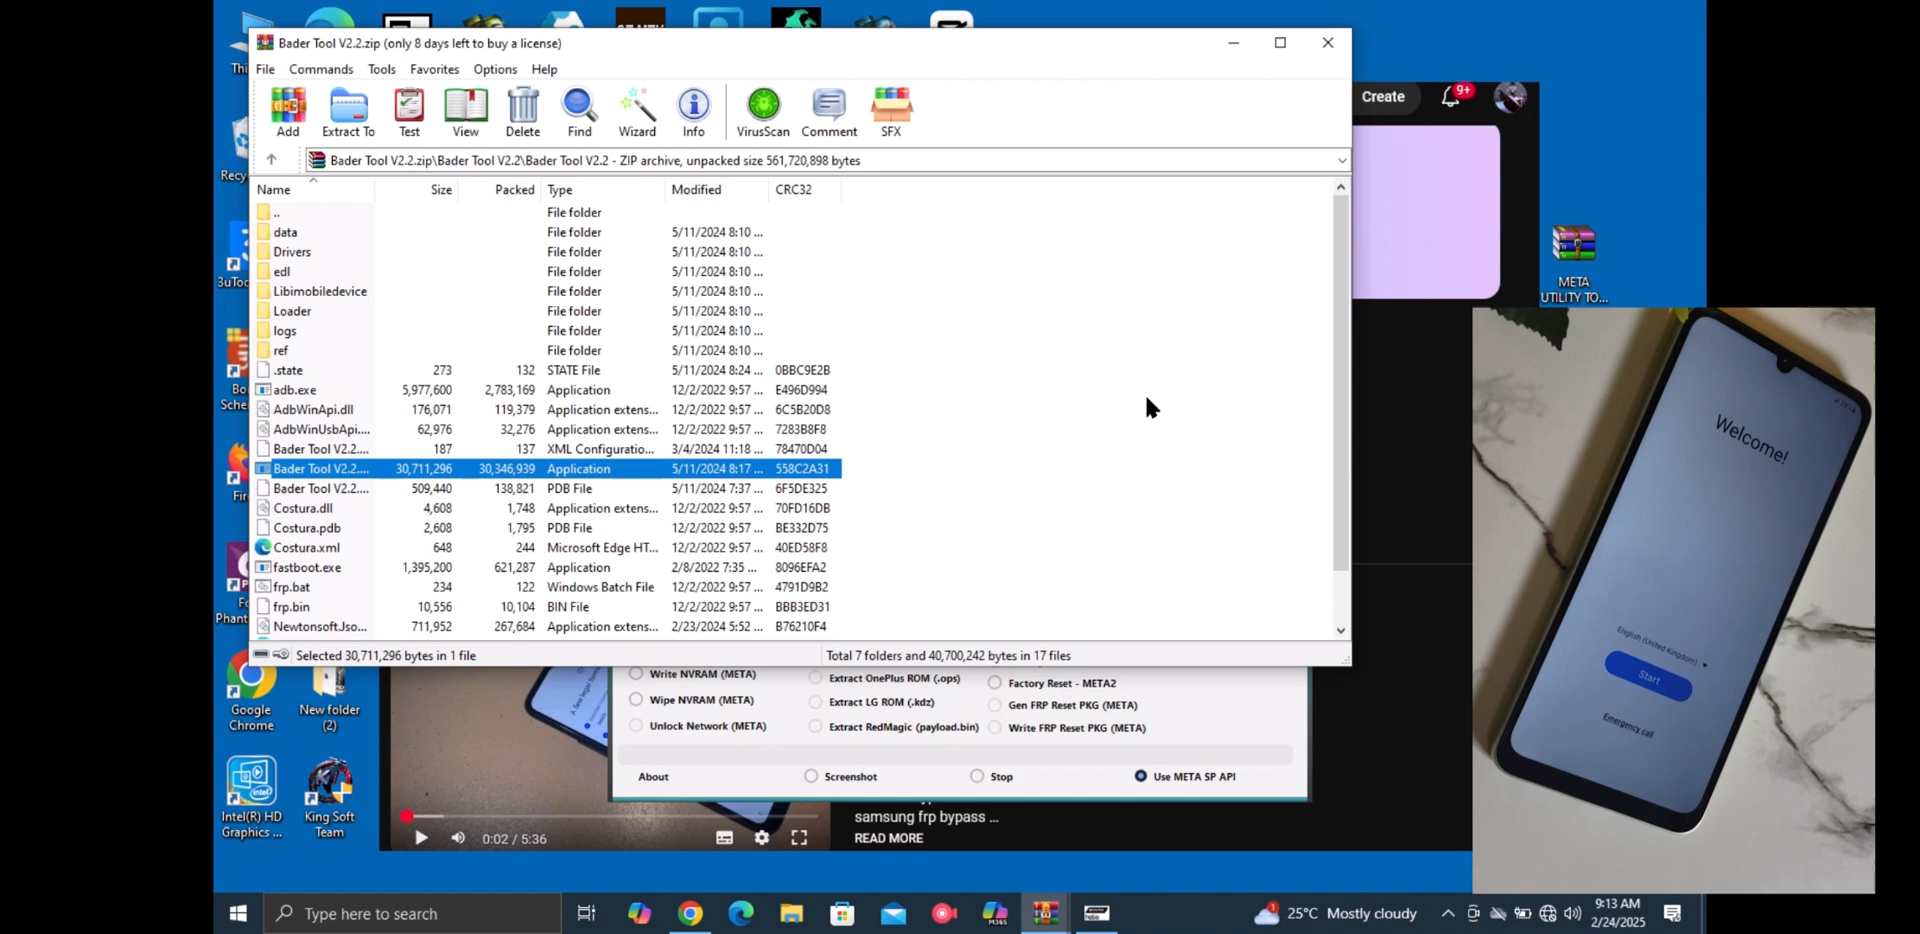 Bader Tool V2.2.zip (only 8 days left to buy a license)
File Commands Tools Favorites Options Help
Add Extract To Test View Delete Find Wizard Info VirusScan Comment SFX
Bader Tool V2.2.zip\Bader Tool V2.2\Bader Tool V2.2 - ZIP archive, unpacked size 561,720,898 bytes
Name Size Packed Type Modified CRC32
.. File folder
data File folder 5/11/2024 8:10 ...
Drivers File folder 5/11/2024 8:10 ...
edl File folder 5/11/2024 8:10 ...
Libimobiledevice File folder 5/11/2024 8:10 ...
Loader File folder 5/11/2024 8:10 ...
logs File folder 5/11/2024 8:10 ...
ref File folder 5/11/2024 8:10 ...
.state 273 132 STATE File 5/11/2024 8:24 ... 0BBC9E2B
adb.exe 5,977,600 2,783,169 Application 12/2/2022 9:57 ... E496D994
AdbWinApi.dll 176,071 119,379 Application extens... 12/2/2022 9:57 ... 6C5B20D8
AdbWinUsbApi.... 62,976 32,276 Application extens... 12/2/2022 9:57 ... 7283B8F8
Bader Tool V2.2.... 187 137 XML Configuratio... 3/4/2024 11:18 ... 78470D04
Bader Tool V2.2.... 30,711,296 30,346,939 Application 5/11/2024 8:17 ... 558C2A31
Bader Tool V2.2.... 509,440 138,821 PDB File 5/11/2024 7:37 ... 6F5DE325
Costura.dll 4,608 1,748 Application extens... 12/2/2022 9:57 ... 70FD16DB
Costura.pdb 2,608 1,795 PDB File 12/2/2022 9:57 ... BE332D75
Costura.xml 648 244 Microsoft Edge HT... 12/2/2022 9:57 ... 40ED58F8
fastboot.exe 1,395,200 621,287 Application 2/8/2022 7:35 ... 8096EFA2
frp.bat 234 122 Windows Batch File 12/2/2022 9:57 ... 4791D9B2
frp.bin 10,556 10,104 BIN File 12/2/2022 9:57 ... BBB3ED31
Newtonsoft.Jso... 711,952 267,684 Application extens... 2/23/2024 5:52 ... B76210F4
Selected 30,711,296 bytes in 1 file Total 7 folders and 40,700,242 bytes in 17 files
Create 9+
META
UTILITY TO...
Welcome!
English (United Kingdom)
Start
Emergency call
Write NVRAM (META) Extract OnePlus ROM (.ops) Factory Reset - META2
Wipe NVRAM (META) Extract LG ROM (.kdz) Gen FRP Reset PKG (META)
Unlock Network (META) Extract RedMagic (payload.bin) Write FRP Reset PKG (META)
About Screenshot Stop Use META SP API
samsung frp bypass ...
READ MORE
0:02 / 5:36
Google
Chrome
New folder
(2)
Intel(R) HD
Graphics ...
King Soft
Team
Type here to search
25°C Mostly cloudy
9:13 AM
2/24/2025